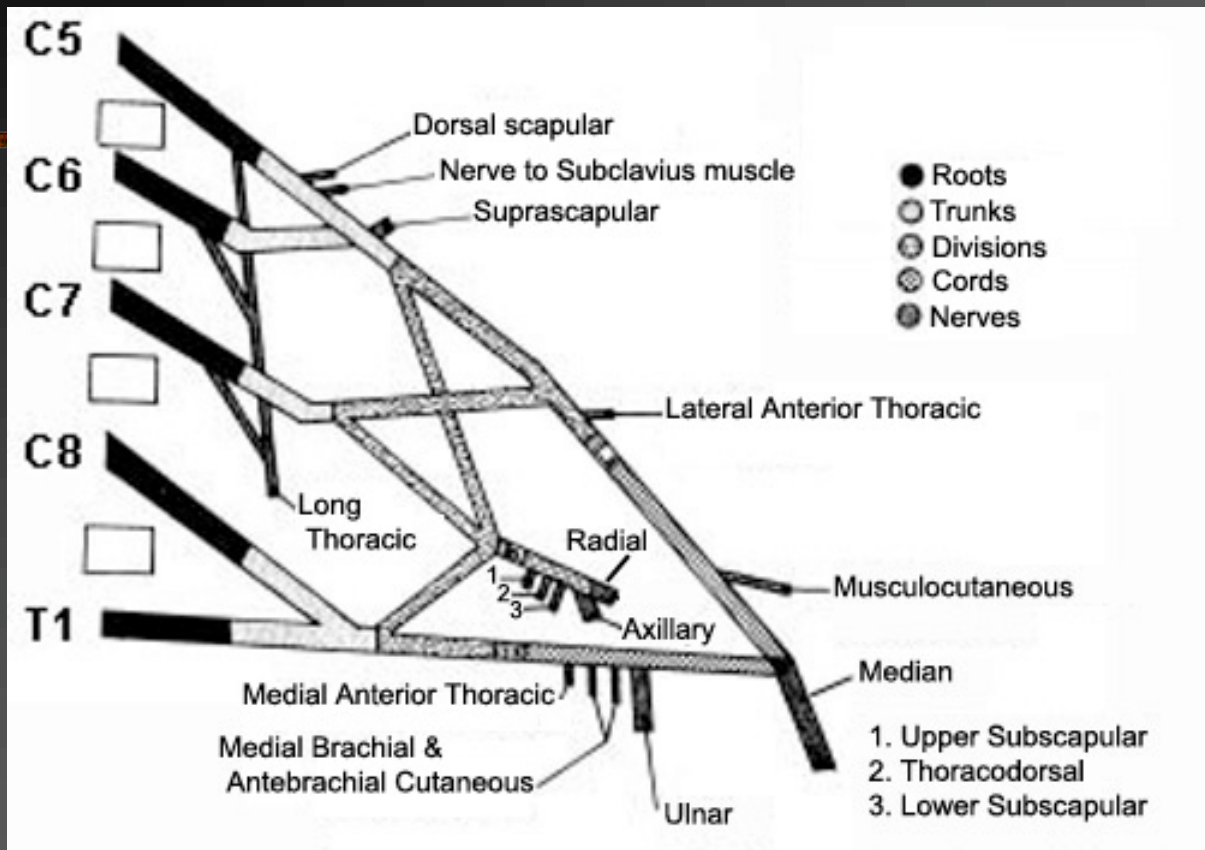 C5
Dorsal scapular
C6
Nerve to Subclavius muscle
Suprascapular
Roots
Trunks
Divisions
Cords
Nerves
C7
Lateral Anterior Thoracic
C8
Long
Thoracic
Radial
1
2
3
Musculocutaneous
T1
Axillary
Median
Medial Anterior Thoracic
Medial Brachial &
Antebrachial Cutaneous
Ulnar
1. Upper Subscapular
2. Thoracodorsal
3. Lower Subscapular